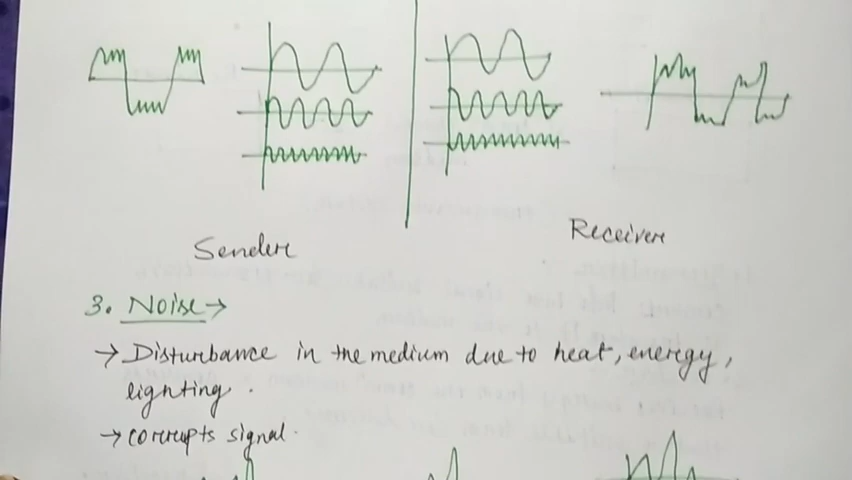 Sender
Receiver
3. Noise →
→ Disturbance in the medium due to heat, energy,
lighting.
→ corrupts signal.